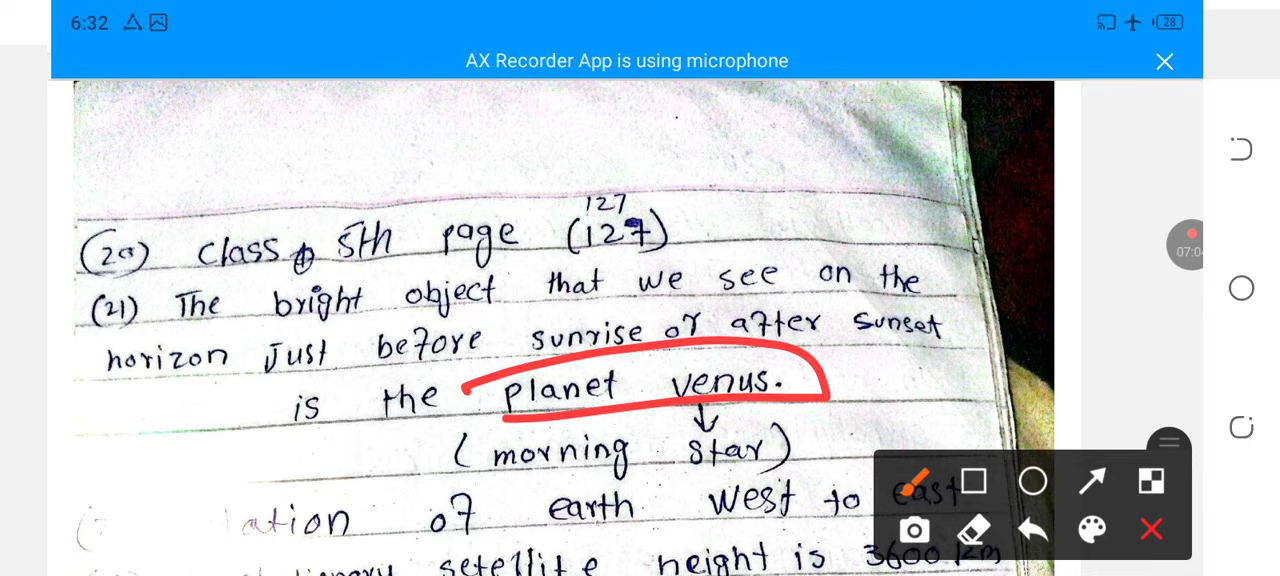 6:32
28
AX Recorder App is using microphone
127
(20) class 5th page (127)
(21) The bright object that we see on the
horizon Just before sunrise or after sunset
is the planet venus.
(morning star)
ation of earth west to east
setellite height is 3600 km
07:0